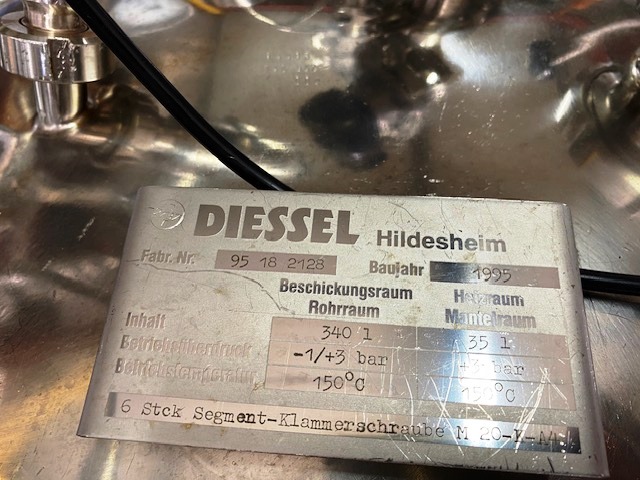 DIESSEL Hildesheim
Fabr. Nr. 95 18 2128 Baujahr 1995
Beschickungsraum Heizraum
Rohrraum Mantelraum
Inhalt 340 l 35 l
Betriebsüberdruck -1/+3 bar +3 bar
Betriebstemperatur 150°C 150°C
6 Stck Segment-Klammerschraube M 20-K-A4